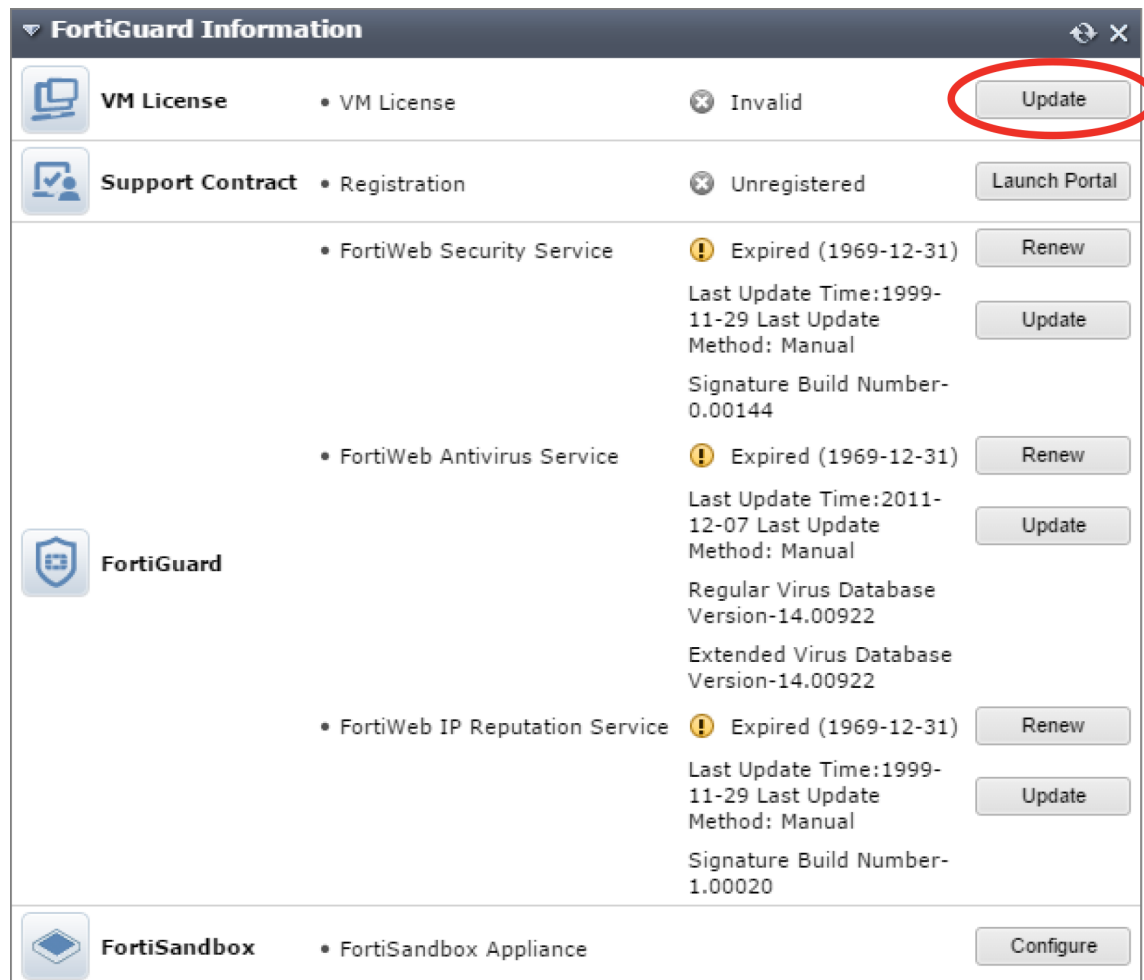 FortiGuard Information
VM License • VM License Invalid Update
Support Contract • Registration Unregistered Launch Portal
• FortiWeb Security Service Expired (1969-12-31) Renew
Last Update Time:1999-
11-29 Last Update
Method: Manual
Update
Signature Build Number-
0.00144
• FortiWeb Antivirus Service Expired (1969-12-31) Renew
Last Update Time:2011-
12-07 Last Update
Method: Manual
Update
FortiGuard
Regular Virus Database
Version-14.00922
Extended Virus Database
Version-14.00922
• FortiWeb IP Reputation Service Expired (1969-12-31) Renew
Last Update Time:1999-
11-29 Last Update
Method: Manual
Update
Signature Build Number-
1.00020
FortiSandbox • FortiSandbox Appliance Configure